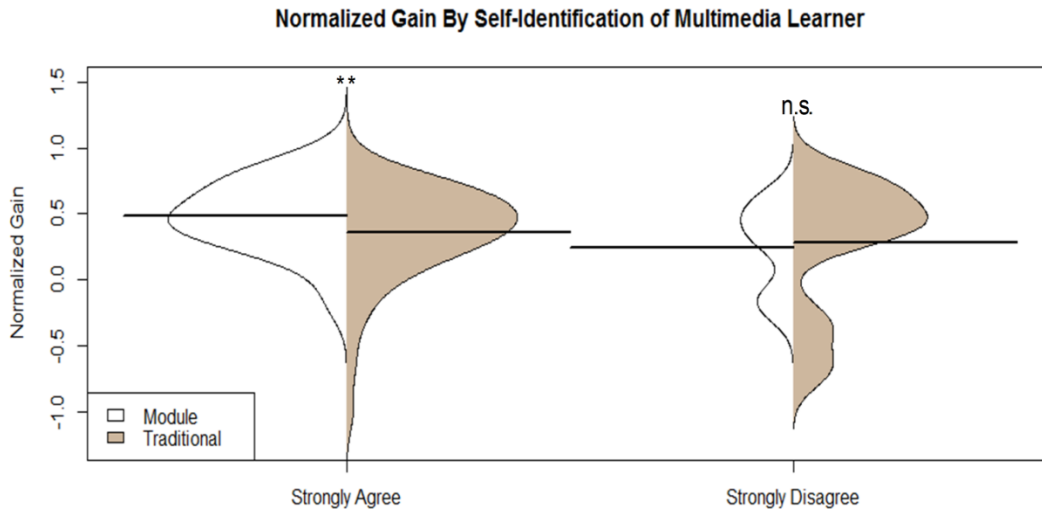 Normalized Gain By Self-Identification of Multimedia Learner
**
n.s.
Normalized Gain
1.5
1.0
0.5
0.0
-0.5
-1.0
Module
Traditional
Strongly Agree
Strongly Disagree